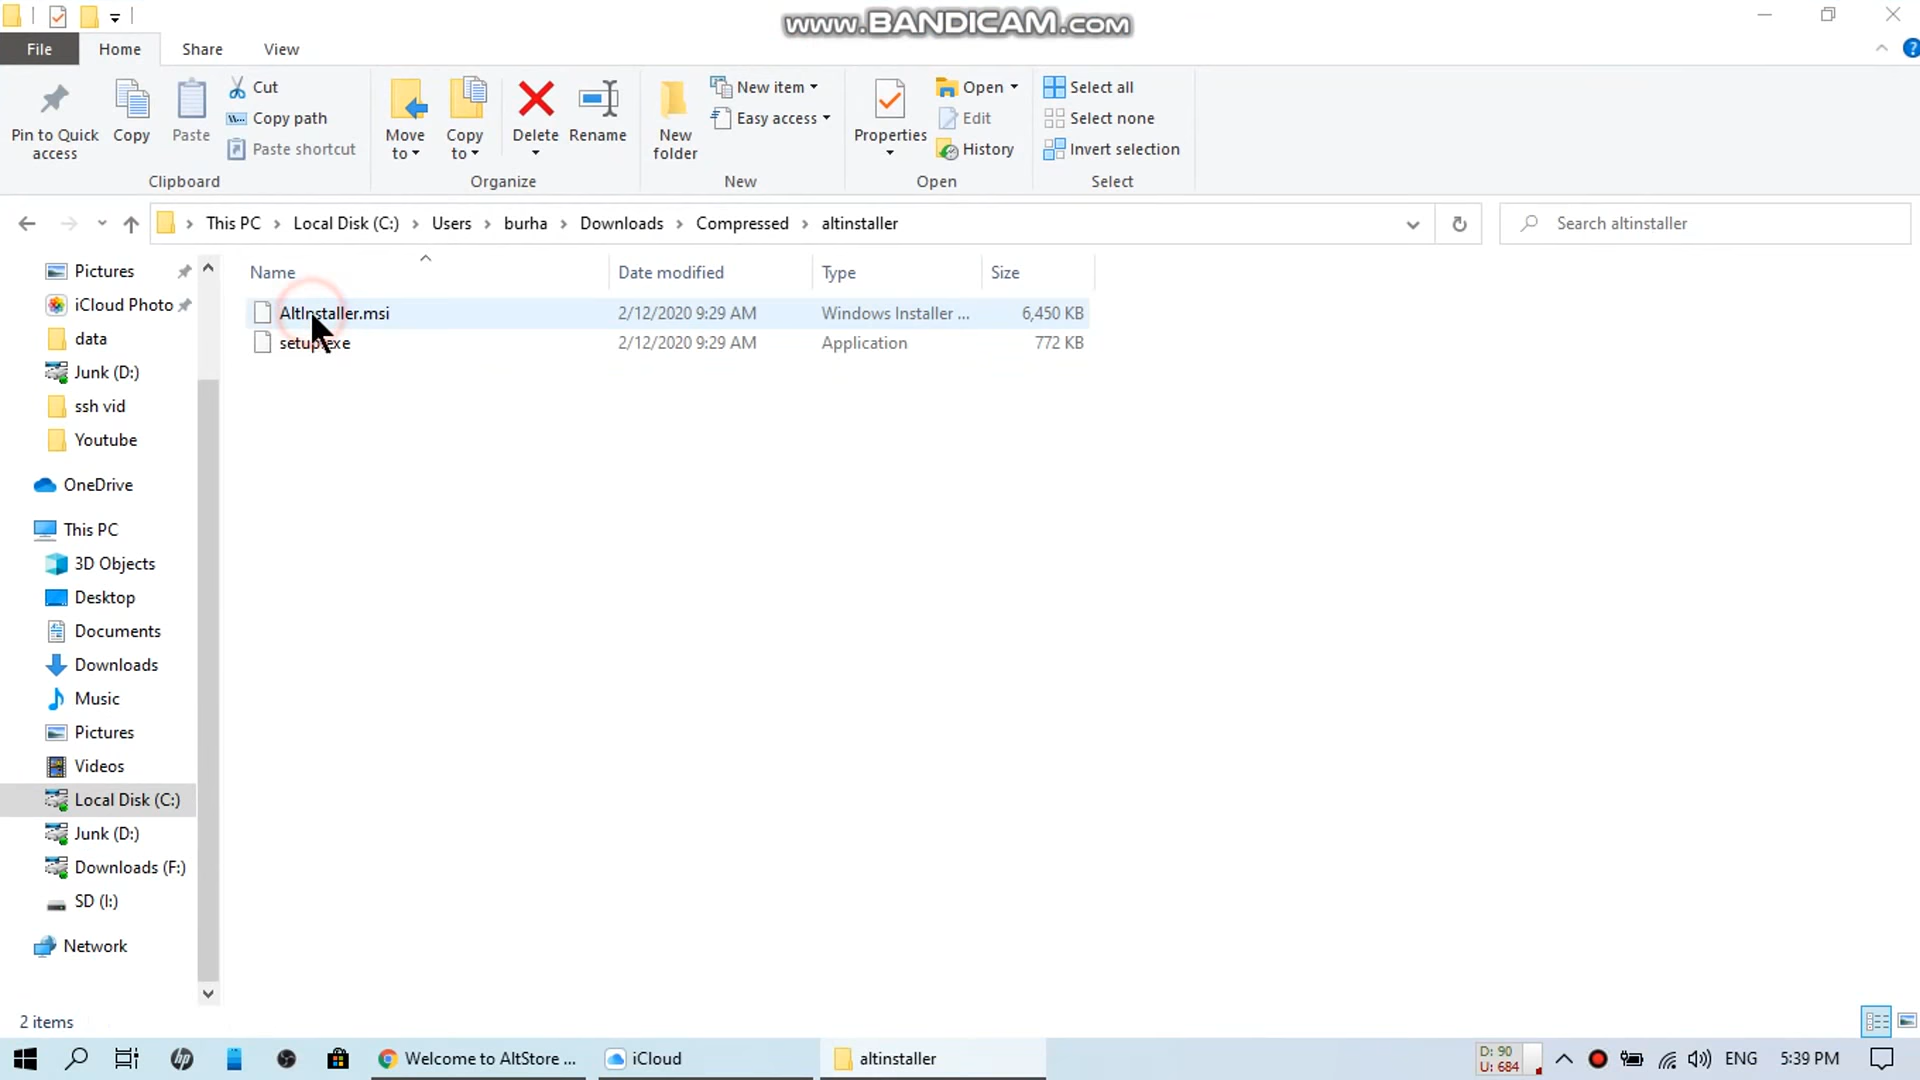 www.BANDICAM.com
File Home Share View
Pin to Quick access
Copy
Paste
Cut
Copy path
Paste shortcut
Clipboard
Move to
Copy to
Delete
Rename
Organize
New folder
New item
Easy access
New
Properties
Open
Edit
History
Open
Select all
Select none
Invert selection
Select
This PC > Local Disk (C:) > Users > burha > Downloads > Compressed > altinstaller
Search altinstaller
Name Date modified Type Size
AltInstaller.msi 2/12/2020 9:29 AM Windows Installer ... 6,450 KB
setup.exe 2/12/2020 9:29 AM Application 772 KB
Pictures
iCloud Photo
data
Junk (D:)
ssh vid
Youtube
OneDrive
This PC
3D Objects
Desktop
Documents
Downloads
Music
Pictures
Videos
Local Disk (C:)
Junk (D:)
Downloads (F:)
SD (I:)
Network
2 items
Welcome to AltStore ... iCloud altinstaller
D: 90
U: 684
ENG 5:39 PM